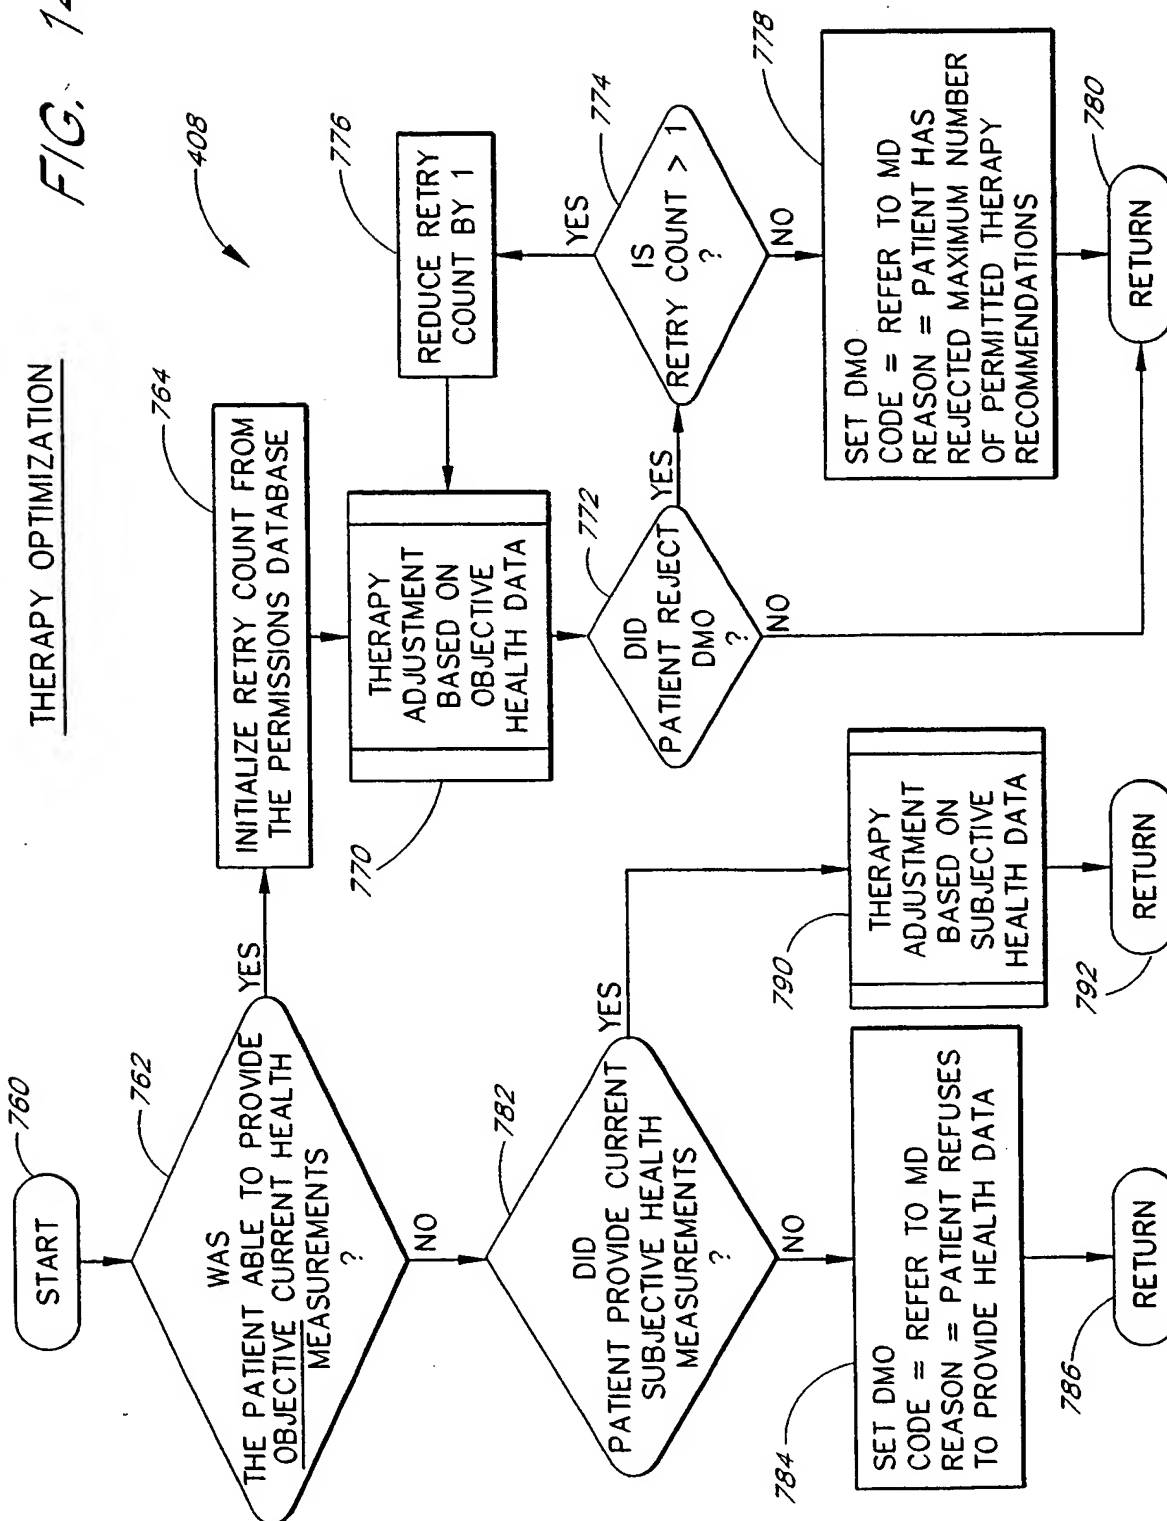 FIG. 14
THERAPY OPTIMIZATION
408
760
START
762
WAS
THE PATIENT ABLE TO PROVIDE
OBJECTIVE CURRENT HEALTH
MEASUREMENTS
?
YES
NO
764
INITIALIZE RETRY COUNT FROM
THE PERMISSIONS DATABASE
776
REDUCE RETRY
COUNT BY 1
770
THERAPY
ADJUSTMENT
BASED ON
OBJECTIVE
HEALTH DATA
772
DID
PATIENT REJECT
DMO
?
YES
NO
774
IS
RETRY COUNT > 1
?
YES
NO
778
SET DMO
CODE = REFER TO MD
REASON = PATIENT HAS
REJECTED MAXIMUM NUMBER
OF PERMITTED THERAPY
RECOMMENDATIONS
780
RETURN
782
DID
PATIENT PROVIDE CURRENT
SUBJECTIVE HEALTH
MEASUREMENTS
?
YES
NO
790
THERAPY
ADJUSTMENT
BASED ON
SUBJECTIVE
HEALTH DATA
792
RETURN
784
SET DMO
CODE = REFER TO MD
REASON = PATIENT REFUSES
TO PROVIDE HEALTH DATA
786
RETURN